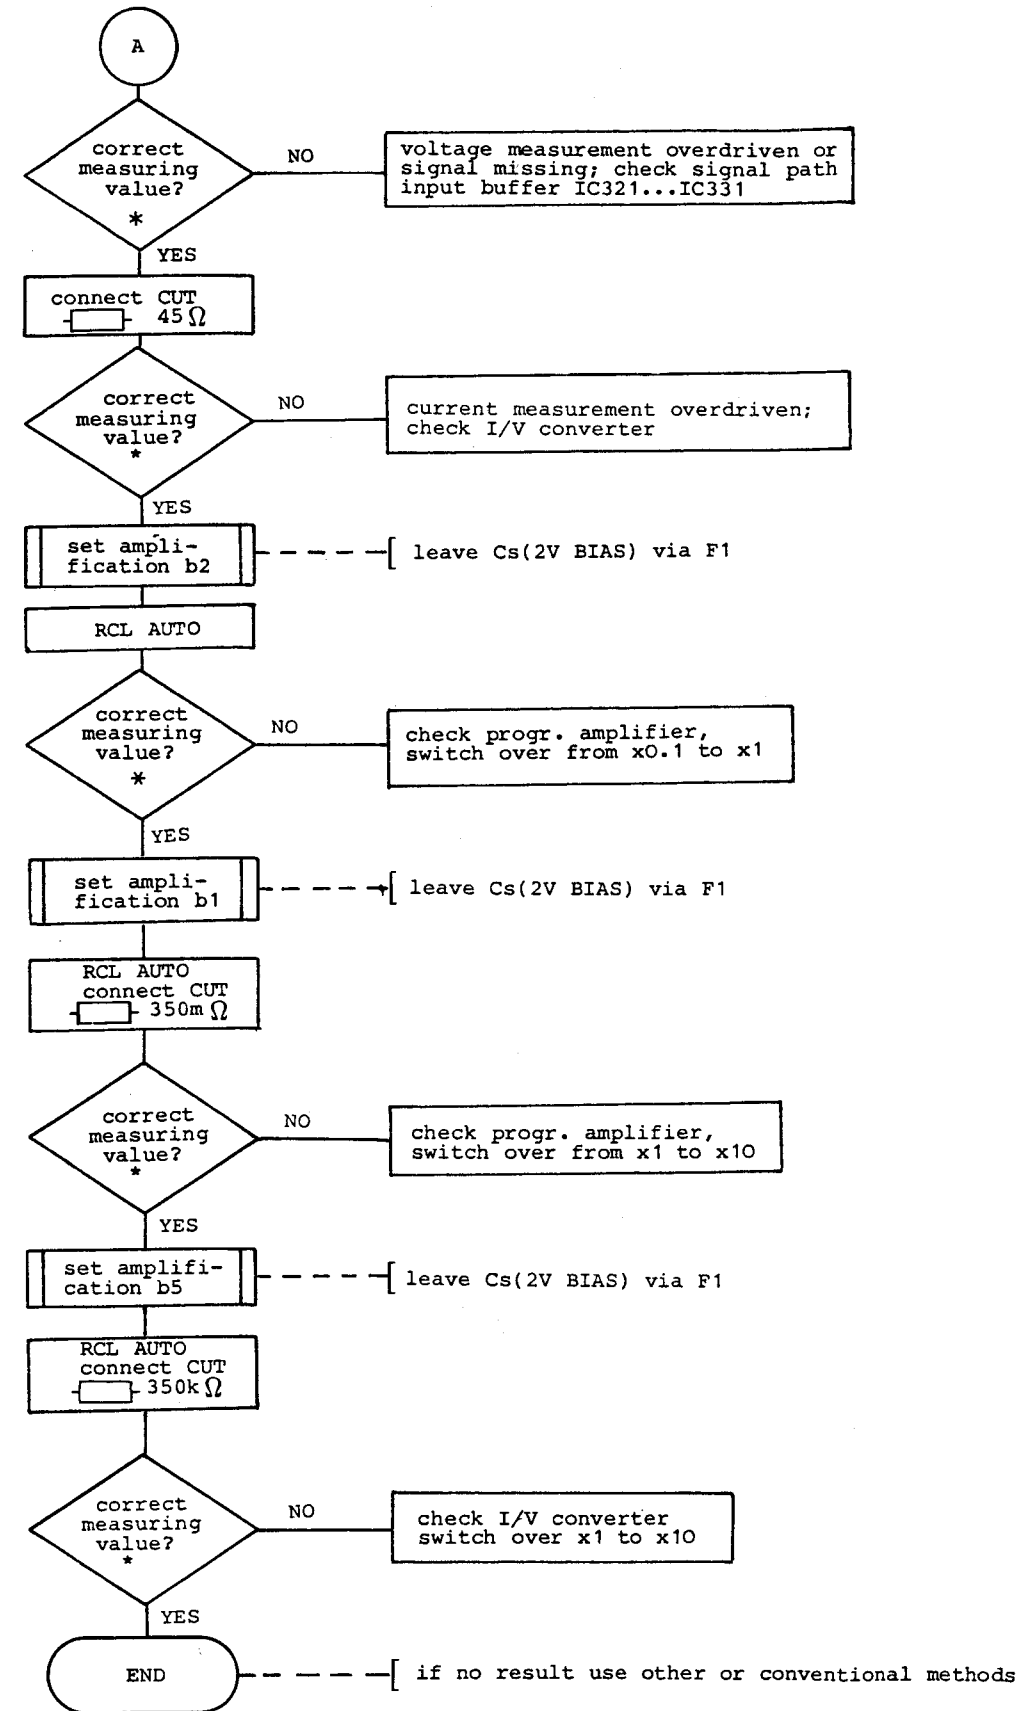 A
correct
measuring
value?
*
NO
voltage measurement overdriven or
signal missing; check signal path
input buffer IC321...IC331
YES
connect CUT
45Ω
correct
measuring
value?
*
NO
current measurement overdriven;
check I/V converter
YES
set ampli-
fication b2
leave Cs(2V BIAS) via F1
RCL AUTO
correct
measuring
value?
*
NO
check progr. amplifier,
switch over from x0.1 to x1
YES
set ampli-
fication b1
leave Cs(2V BIAS) via F1
RCL AUTO
connect CUT
350mΩ
correct
measuring
value?
*
NO
check progr. amplifier,
switch over from x1 to x10
YES
set amplifi-
cation b5
leave Cs(2V BIAS) via F1
RCL AUTO
connect CUT
350kΩ
correct
measuring
value?
*
NO
check I/V converter
switch over x1 to x10
YES
END
if no result use other or conventional methods